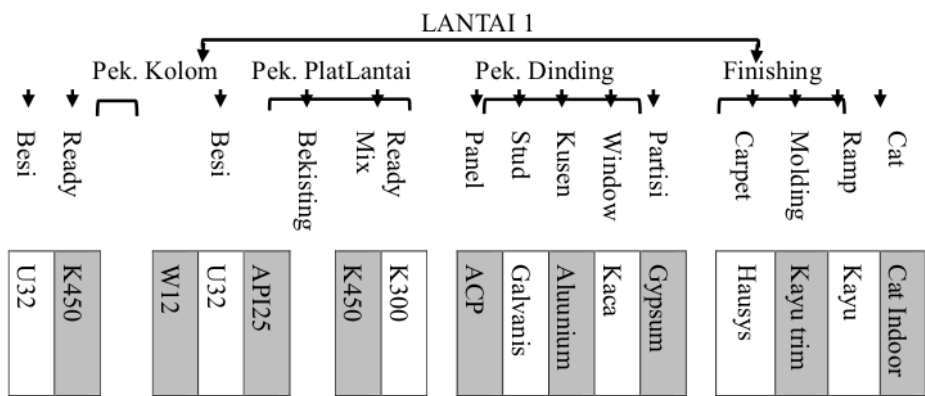 LANTAI 1
Pek. Kolom
Pek. PlatLantai
Pek. Dinding
Finishing
Besi
Ready
Besi
Bekisting
Mix
Ready
Panel
Stud
Kusen
Window
Partisi
Carpet
Molding
Ramp
Cat
U32
K450
W12
U32
API25
K450
K300
ACP
Galvanis
Aluunium
Kaca
Gypsum
Hausys
Kayu trim
Kayu
Cat Indoor